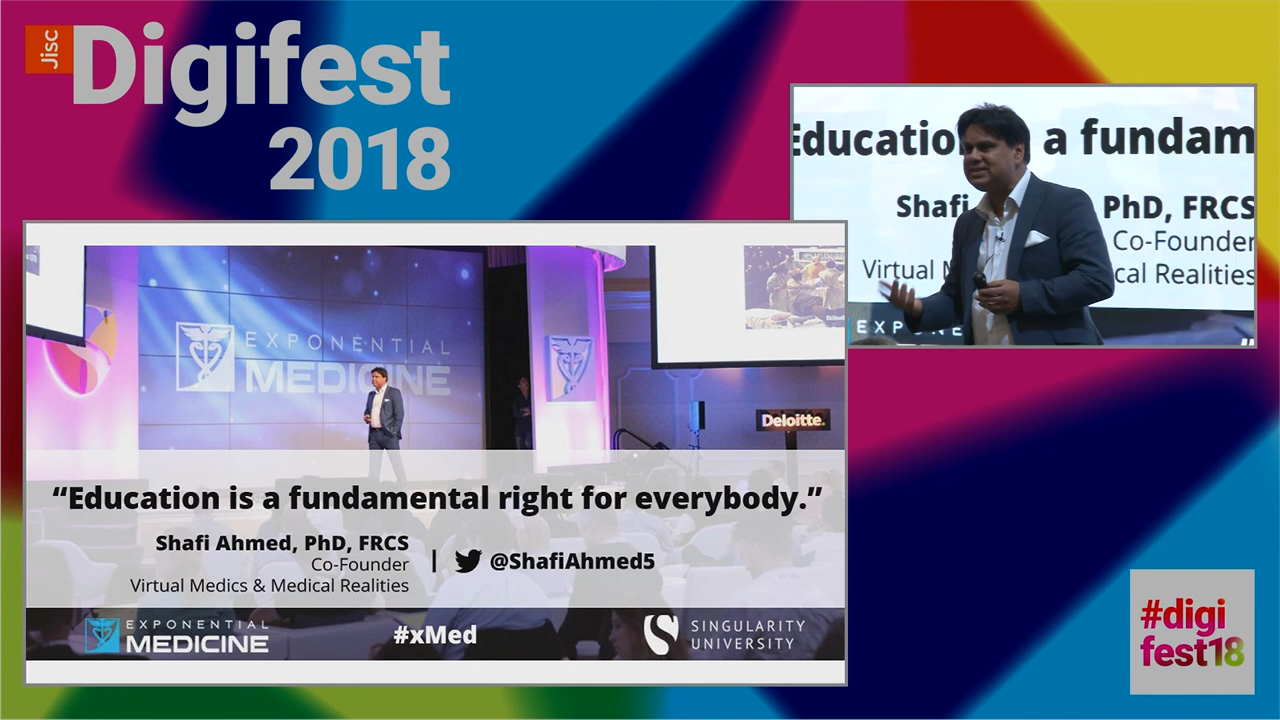 Jisc
Digifest
2018
Educatio a fundam
Shafi PhD, FRCS
Co-Founder
Virtual cal Realities
EXPONE
EXPONENTIAL
MEDICINE
Deloitte.
“Education is a fundamental right for everybody.”
Shafi Ahmed, PhD, FRCS
Co-Founder
Virtual Medics & Medical Realities
| @ShafiAhmed5
EXPONENTIAL
MEDICINE
#xMed
SINGULARITY
UNIVERSITY
#digi
fest18